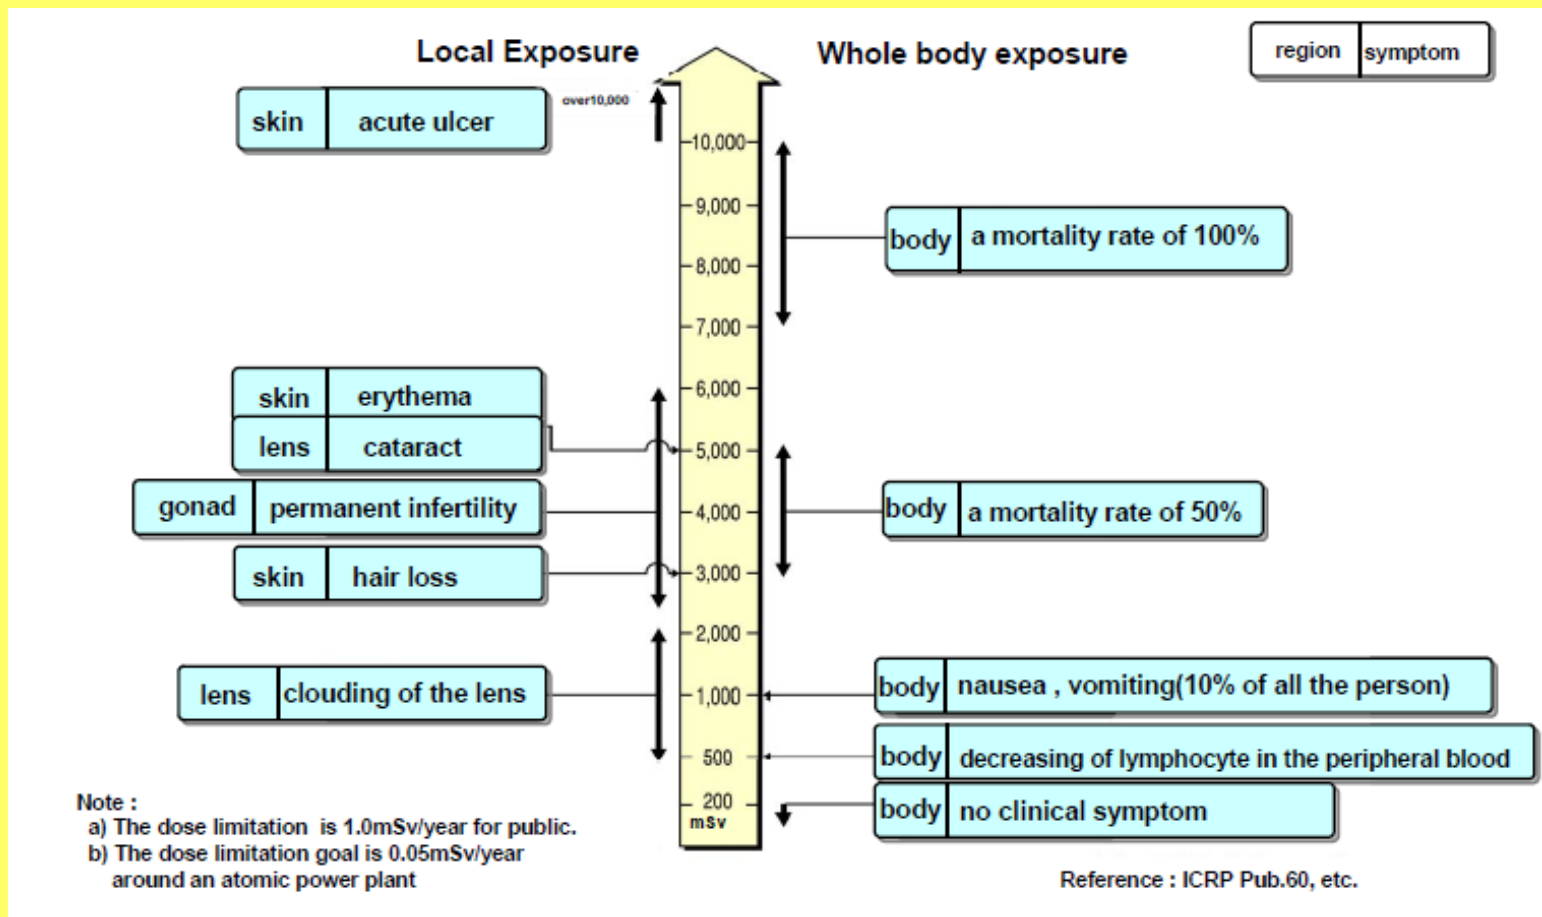 Local Exposure
Whole body exposure
region symptom
over10,000
skin acute ulcer
10,000
9,000
body a mortality rate of 100%
8,000
7,000
skin erythema
6,000
lens cataract
5,000
gonad permanent infertility
4,000
body a mortality rate of 50%
skin hair loss
3,000
2,000
lens clouding of the lens
1,000
body nausea , vomiting(10% of all the person)
500
body decreasing of lymphocyte in the peripheral blood
200
body no clinical symptom
mSv
Note :
a) The dose limitation is 1.0mSv/year for public.
b) The dose limitation goal is 0.05mSv/year
around an atomic power plant
Reference : ICRP Pub.60, etc.